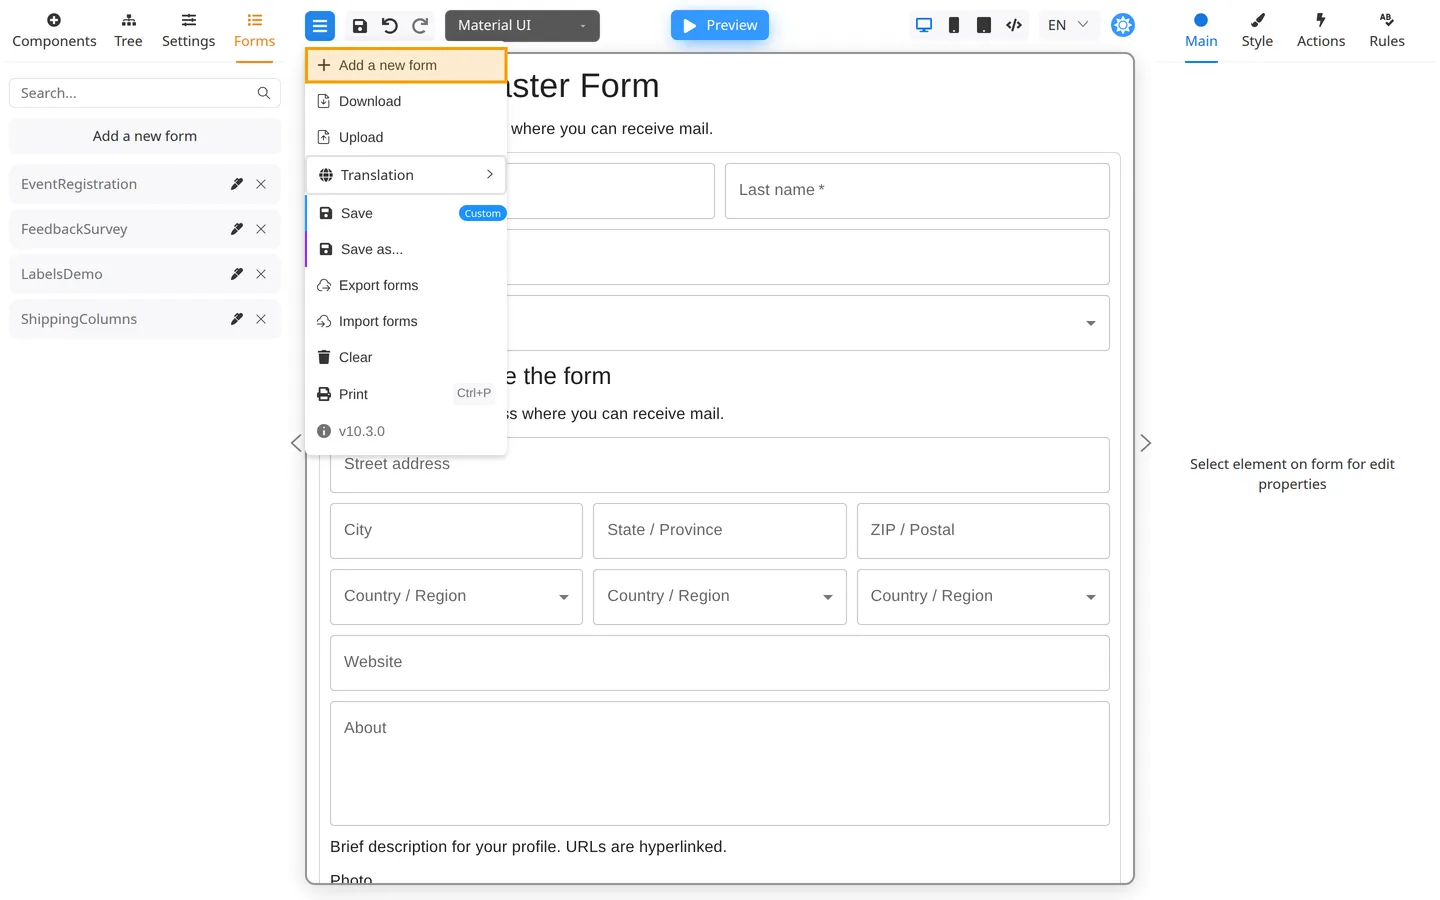 Components
Tree
Settings
Forms
Material UI
Preview
EN
Main
Style
Actions
Rules
Search...
Add a new form
EventRegistration
FeedbackSurvey
LabelsDemo
ShippingColumns
Add a new form
Download
Upload
Translation
Save
Custom
Save as...
Export forms
Import forms
Clear
Print
Ctrl+P
v10.3.0
Form
where you can receive mail.
Last name *
the form
where you can receive mail.
Street address
City
State / Province
ZIP / Postal
Country / Region
Country / Region
Country / Region
Website
About
Brief description for your profile. URLs are hyperlinked.
Photo
Select element on form for edit
properties